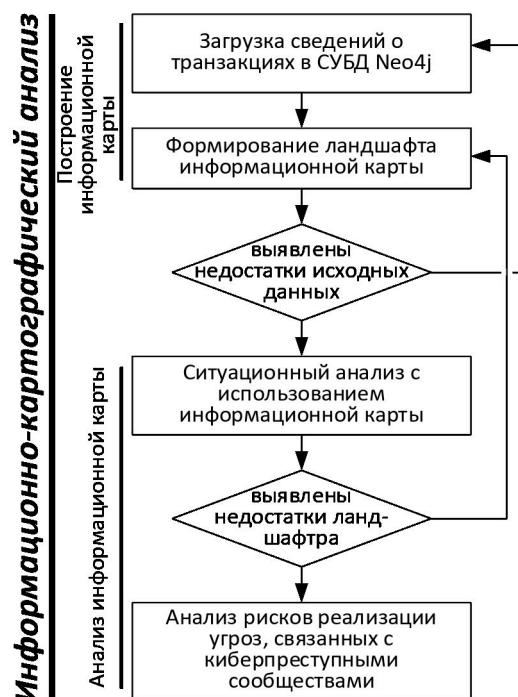 Информационно-картографический анализ
Построение
информационной
карты
Загрузка сведений о
транзакциях в СУБД Neo4j
Формирование ландшафта
информационной карты
выявлены
недостатки исходных
данных
Анализ информационной карты
Ситуационный анализ с
использованием
информационной карты
выявлены
недостатки ланд-
шафтра
Анализ рисков реализации
угроз, связанных с
киберпреступными
сообществами